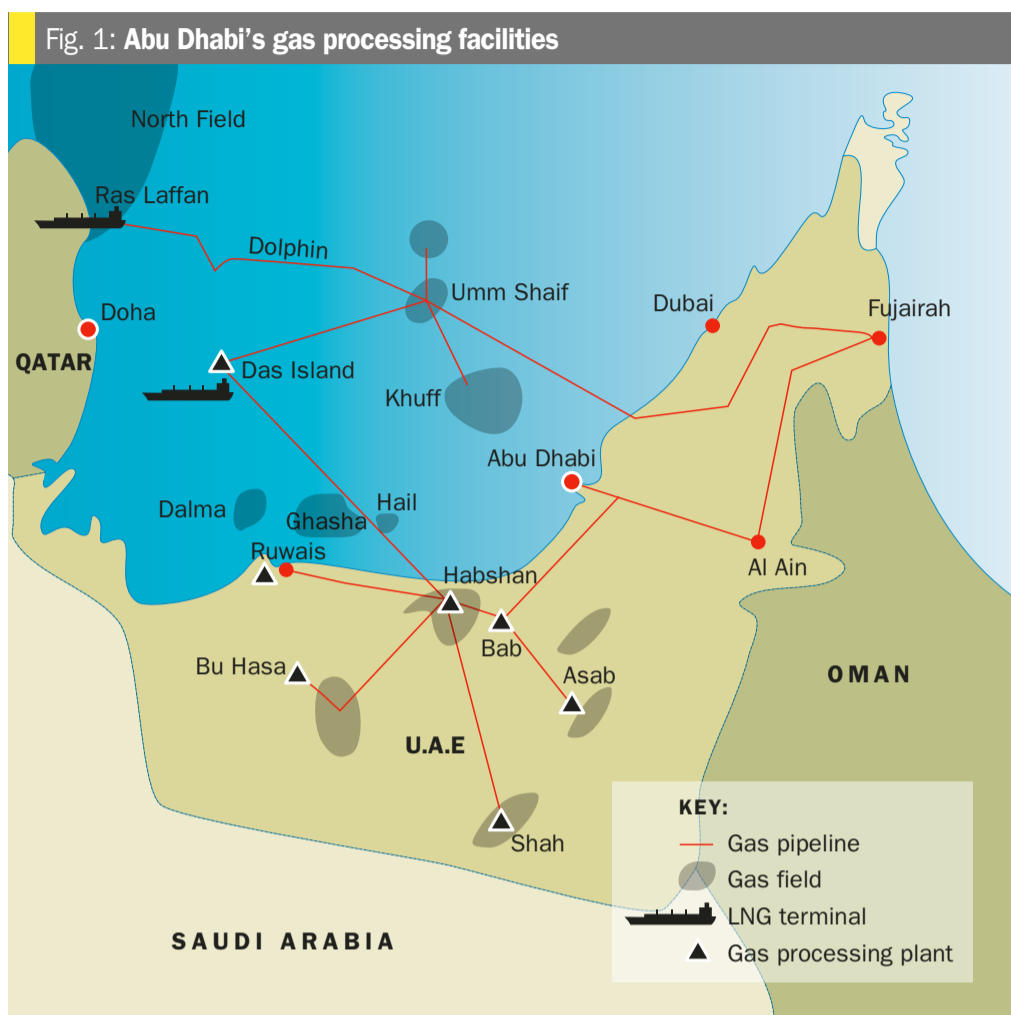 Fig. 1: Abu Dhabi’s gas processing facilities
North Field
Ras Laffan
Dolphin
Umm Shaif
Doha
Dubai
Fujairah
QATAR
Das Island
Khuff
Abu Dhabi
Dalma
Ghasha
Hail
Ruwais
Habshan
Al Ain
Bab
Bu Hasa
Asab
OMAN
U.A.E
Shah
SAUDI ARABIA
KEY:
Gas pipeline
Gas field
LNG terminal
Gas processing plant